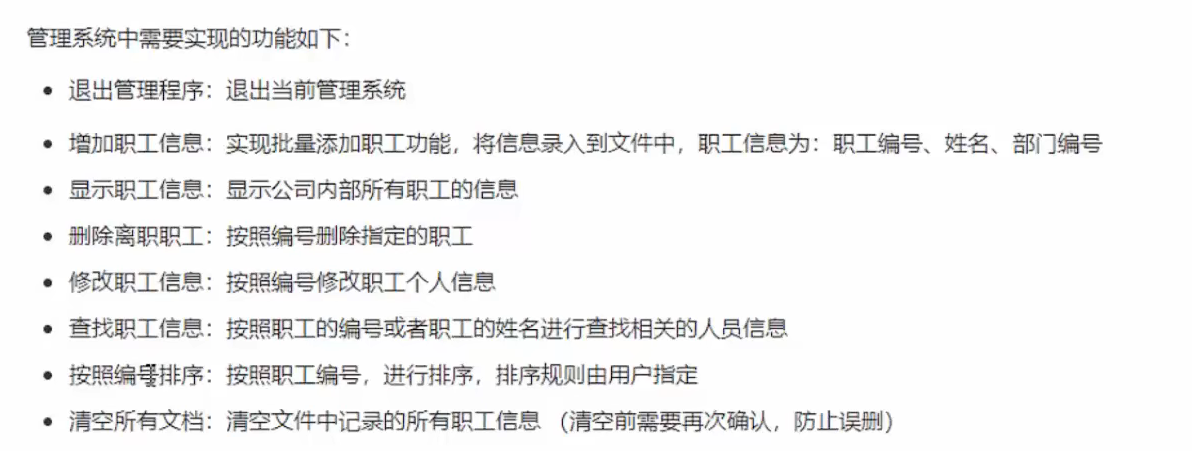 管理系统中需要实现的功能如下：
• 退出管理程序：退出当前管理系统
• 增加职工信息：实现批量添加职工功能，将信息录入到文件中，职工信息为：职工编号、姓名、部门编号
• 显示职工信息：显示公司内部所有职工的信息
• 删除离职职工：按照编号删除指定的职工
• 修改职工信息：按照编号修改职工个人信息
• 查找职工信息：按照职工的编号或者职工的姓名进行查找相关的人员信息
• 按照编号排序：按照职工编号，进行排序，排序规则由用户指定
• 清空所有文档：清空文件中记录的所有职工信息 （清空前需要再次确认，防止误删）